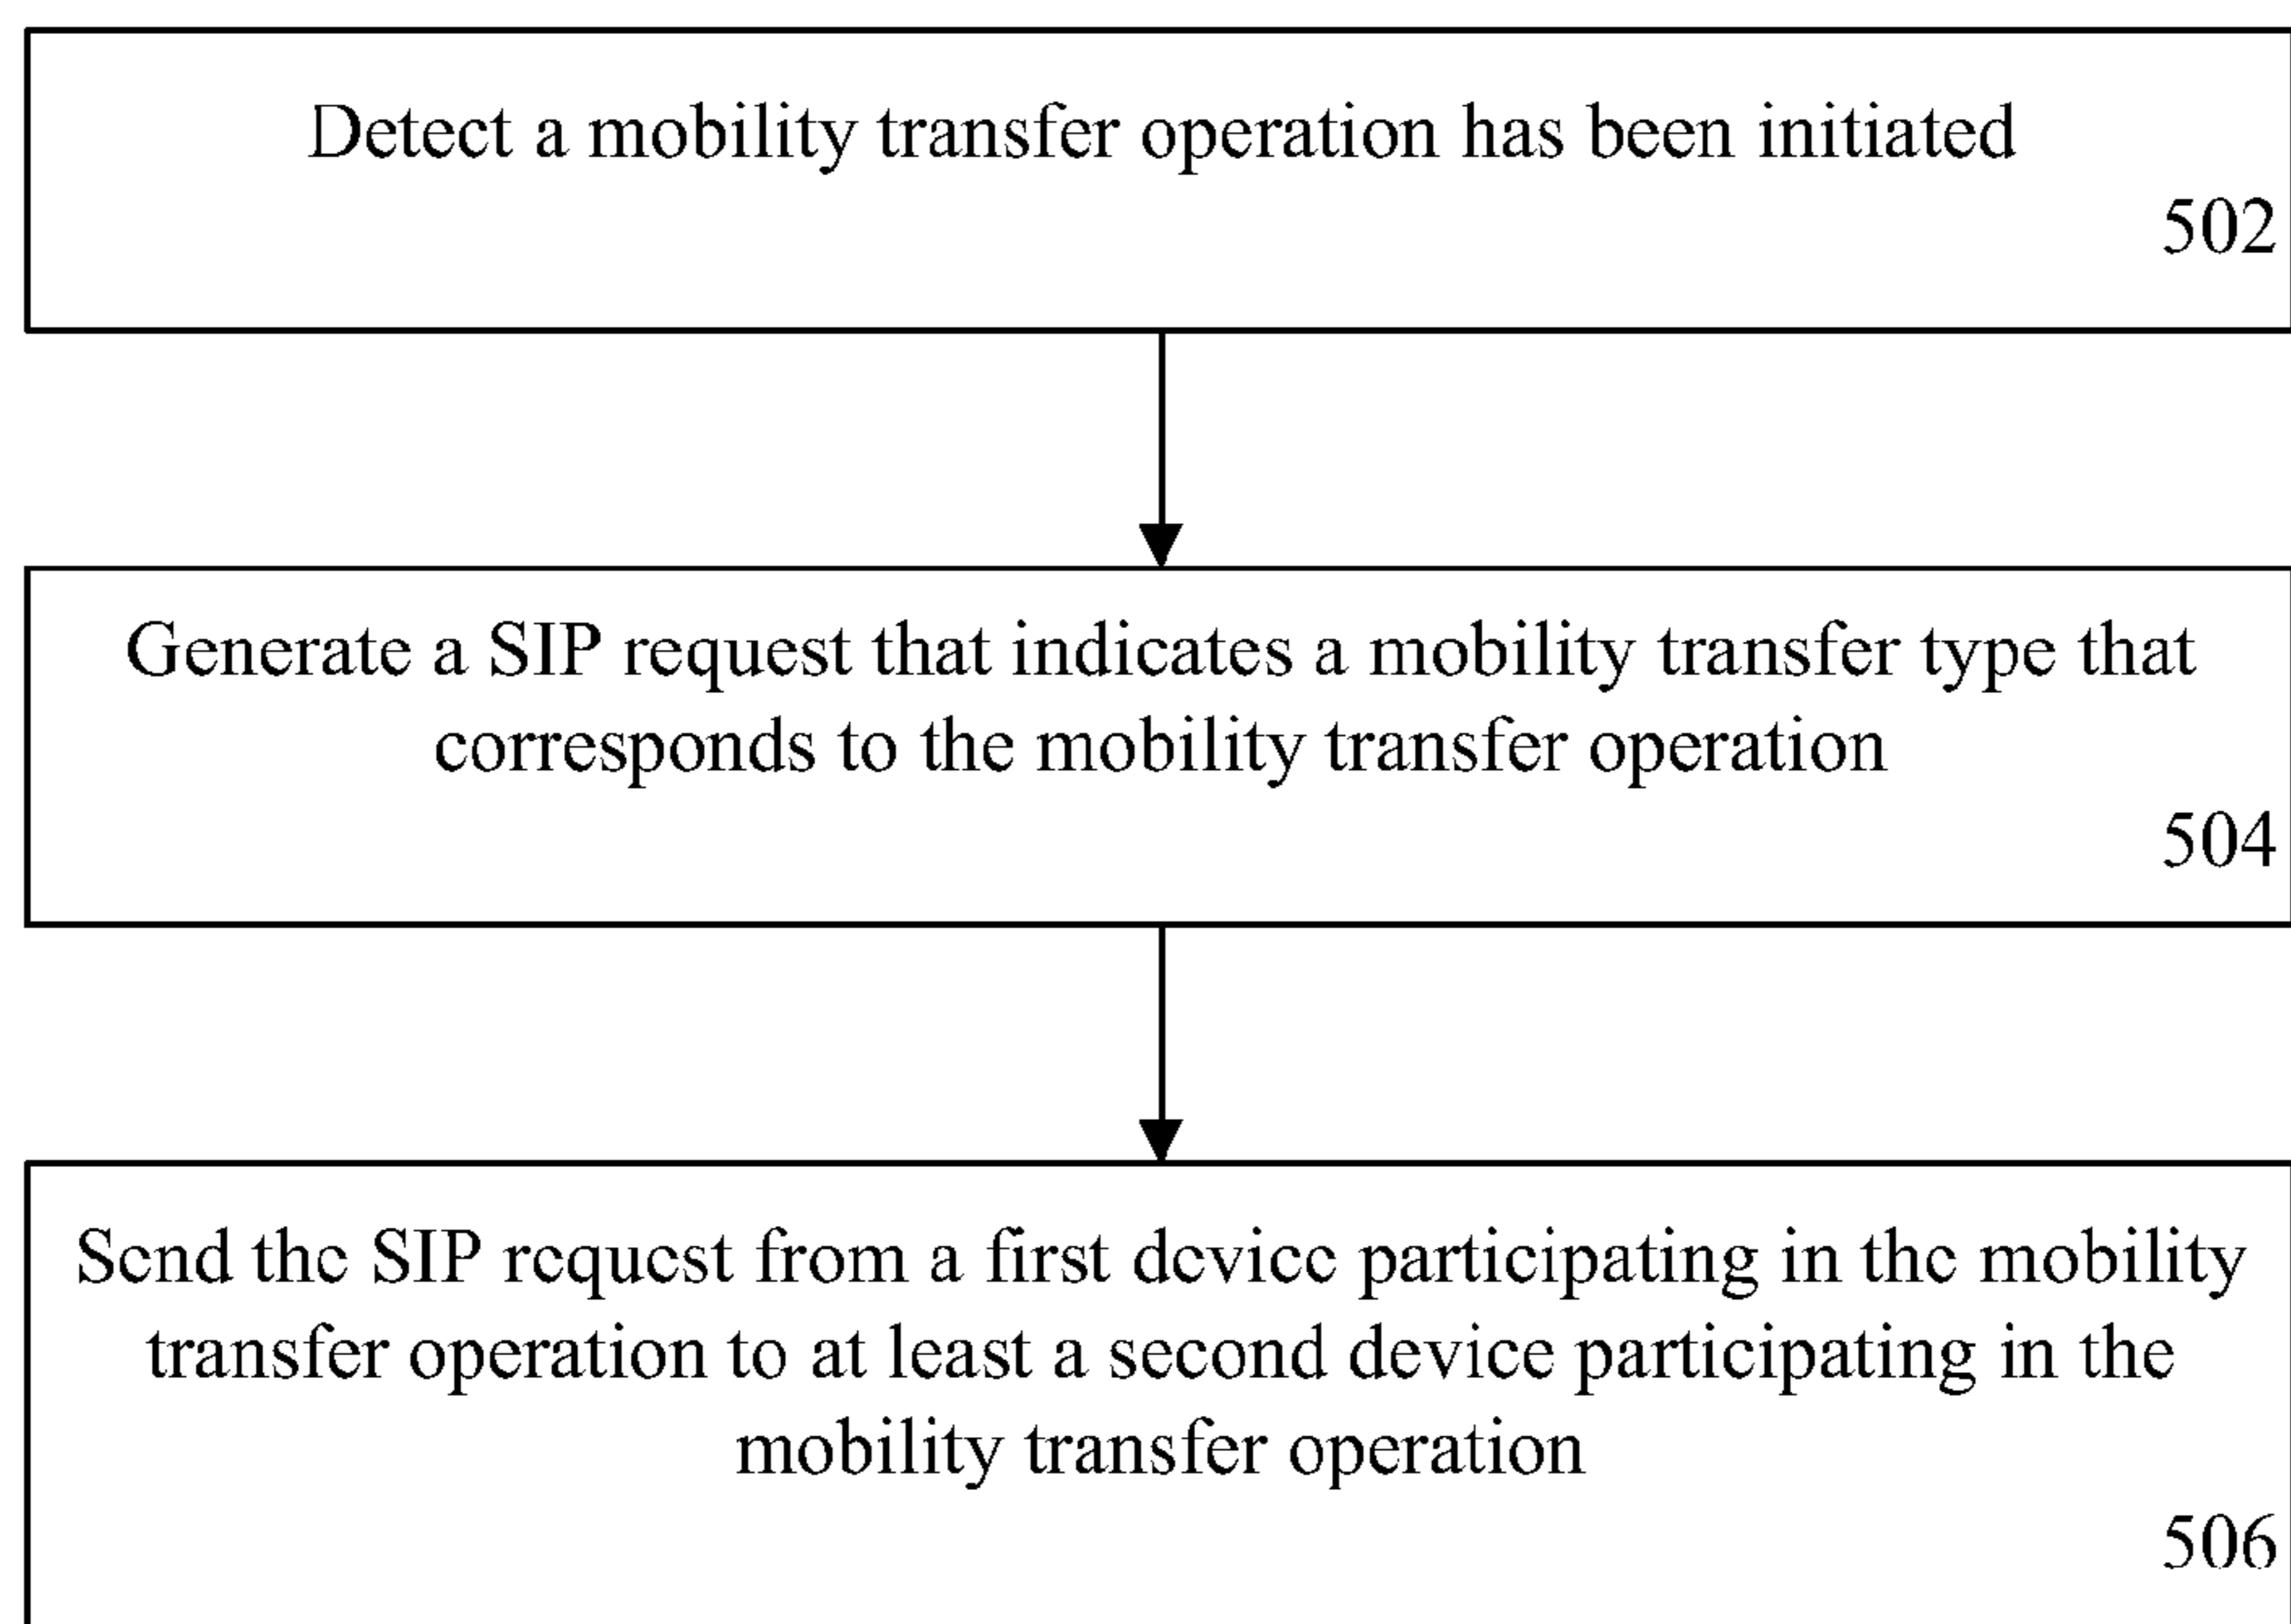 Detect a mobility transfer operation has been initiated
502
Generate a SIP request that indicates a mobility transfer type that
corresponds to the mobility transfer operation
504
Send the SIP request from a first device participating in the mobility
transfer operation to at least a second device participating in the
mobility transfer operation
506